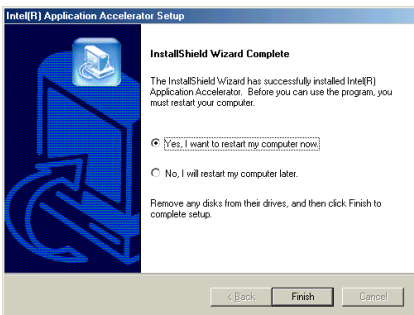 Intel(R) Application Accelerator Setup
InstallShield Wizard Complete
The InstallShield Wizard has successfully installed Intel(R)
Application Accelerator. Before you can use the program, you
must restart your computer.
Yes, I want to restart my computer now.
No, I will restart my computer later.
Remove any disks from their drives, and then click Finish to
complete setup.
< Back
Finish
Cancel